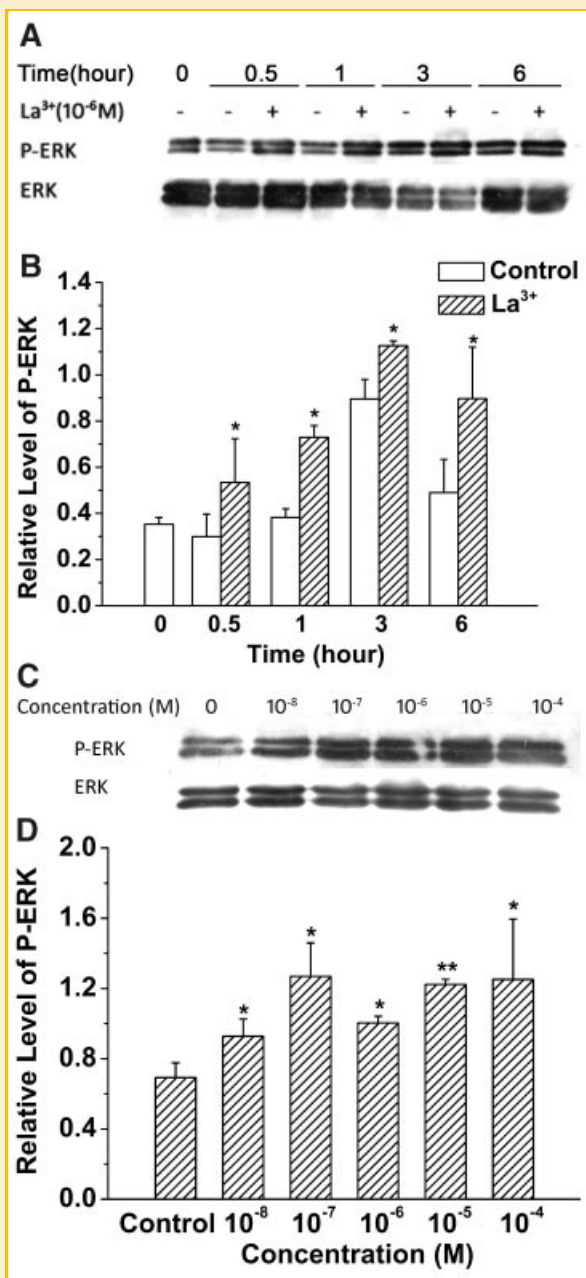 A
Time(hour) 0 0.5 1 3 6
La³⁺(10⁻⁶M) - - + - + - + - +
P-ERK
ERK
B
Control
La³⁺
Relative Level of P-ERK
1.4
1.2
1.0
0.8
0.6
0.4
0.2
0.0
* * * *
0 0.5 1 3 6
Time (hour)
C
Concentration (M) 0 10⁻⁸ 10⁻⁷ 10⁻⁶ 10⁻⁵ 10⁻⁴
P-ERK
ERK
D
Relative Level of P-ERK
2.0
1.6
1.2
0.8
0.4
0.0
* * * ** *
Control 10⁻⁸ 10⁻⁷ 10⁻⁶ 10⁻⁵ 10⁻⁴
Concentration (M)